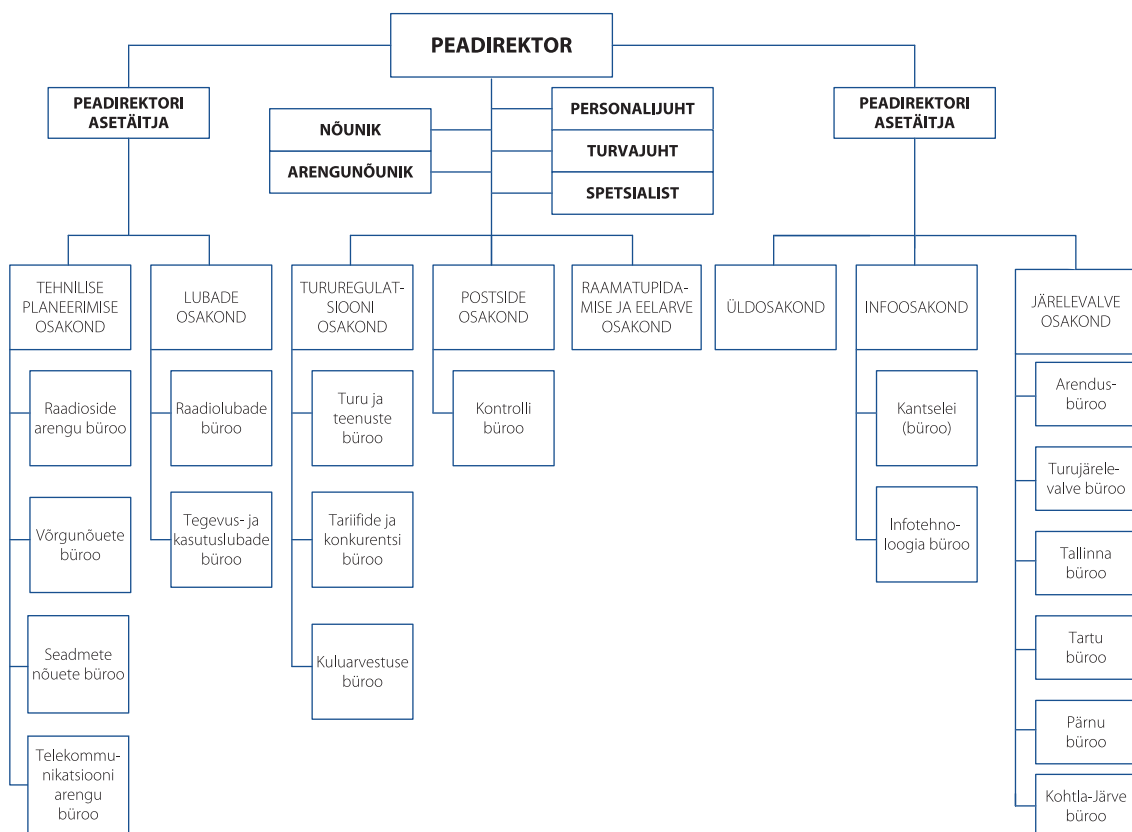 PEADIREKTOR
PEADIREKTORI
ASETÄITJA
NÕUNIK
ARENGUNÕUNIK
PERSONALIJUHT
TURVAJUHT
SPETSIALIST
PEADIREKTORI
ASETÄITJA
TEHNILISE
PLANEERIMISE
OSAKOND
LUBADE
OSAKOND
TURUREGULAT-
SIOONI
OSAKOND
POSTSIDE
OSAKOND
RAAMATUPIDA-
MISE JA EELARVE
OSAKOND
ÜLDOSAKOND
INFOOSAKOND
JÄRELEVALVE
OSAKOND
Raadioside
arengu büroo
Võrgunõuete
büroo
Seadmete
nõuete büroo
Telekommu-
nikatsiooni
arengu
büroo
Raadiolubade
büroo
Tegevus- ja
kasutuslubade
büroo
Turu ja
teenuste
büroo
Tariifide ja
konkurentsi
büroo
Kuluarvestuse
büroo
Kontrolli
büroo
Kantselei
(büroo)
Infotehno-
loogia büroo
Arendus-
büroo
Turujärele-
valve büroo
Tallinna
büroo
Tartu
büroo
Pärnu
büroo
Kohtla-Järve
büroo